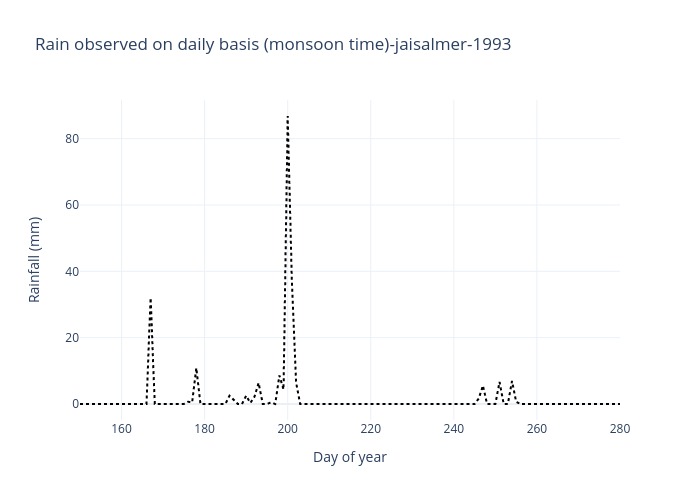 Rain observed on daily basis (monsoon time)-jaisalmer-1993
80
60
40
20
0
Rainfall (mm)
160 180 200 220 240 260 280
Day of year